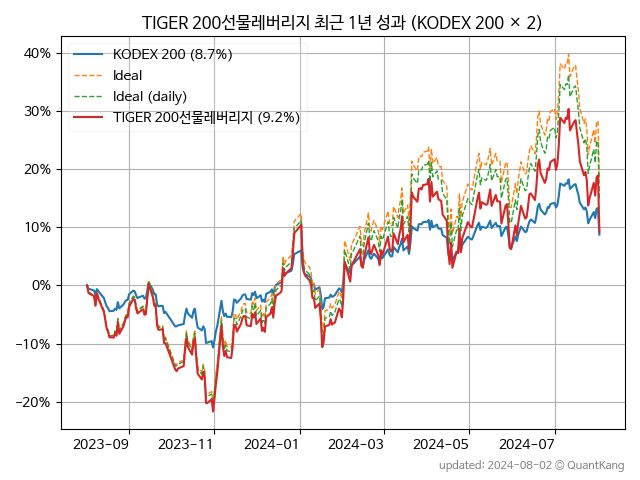 TIGER 200선물레버리지 최근 1년 성과 (KODEX 200 × 2)
KODEX 200 (8.7%)
Ideal
Ideal (daily)
TIGER 200선물레버리지 (9.2%)
40%
30%
20%
10%
0%
−10%
−20%
2023-09
2023-11
2024-01
2024-03
2024-05
2024-07
updated: 2024-08-02 © QuantKang